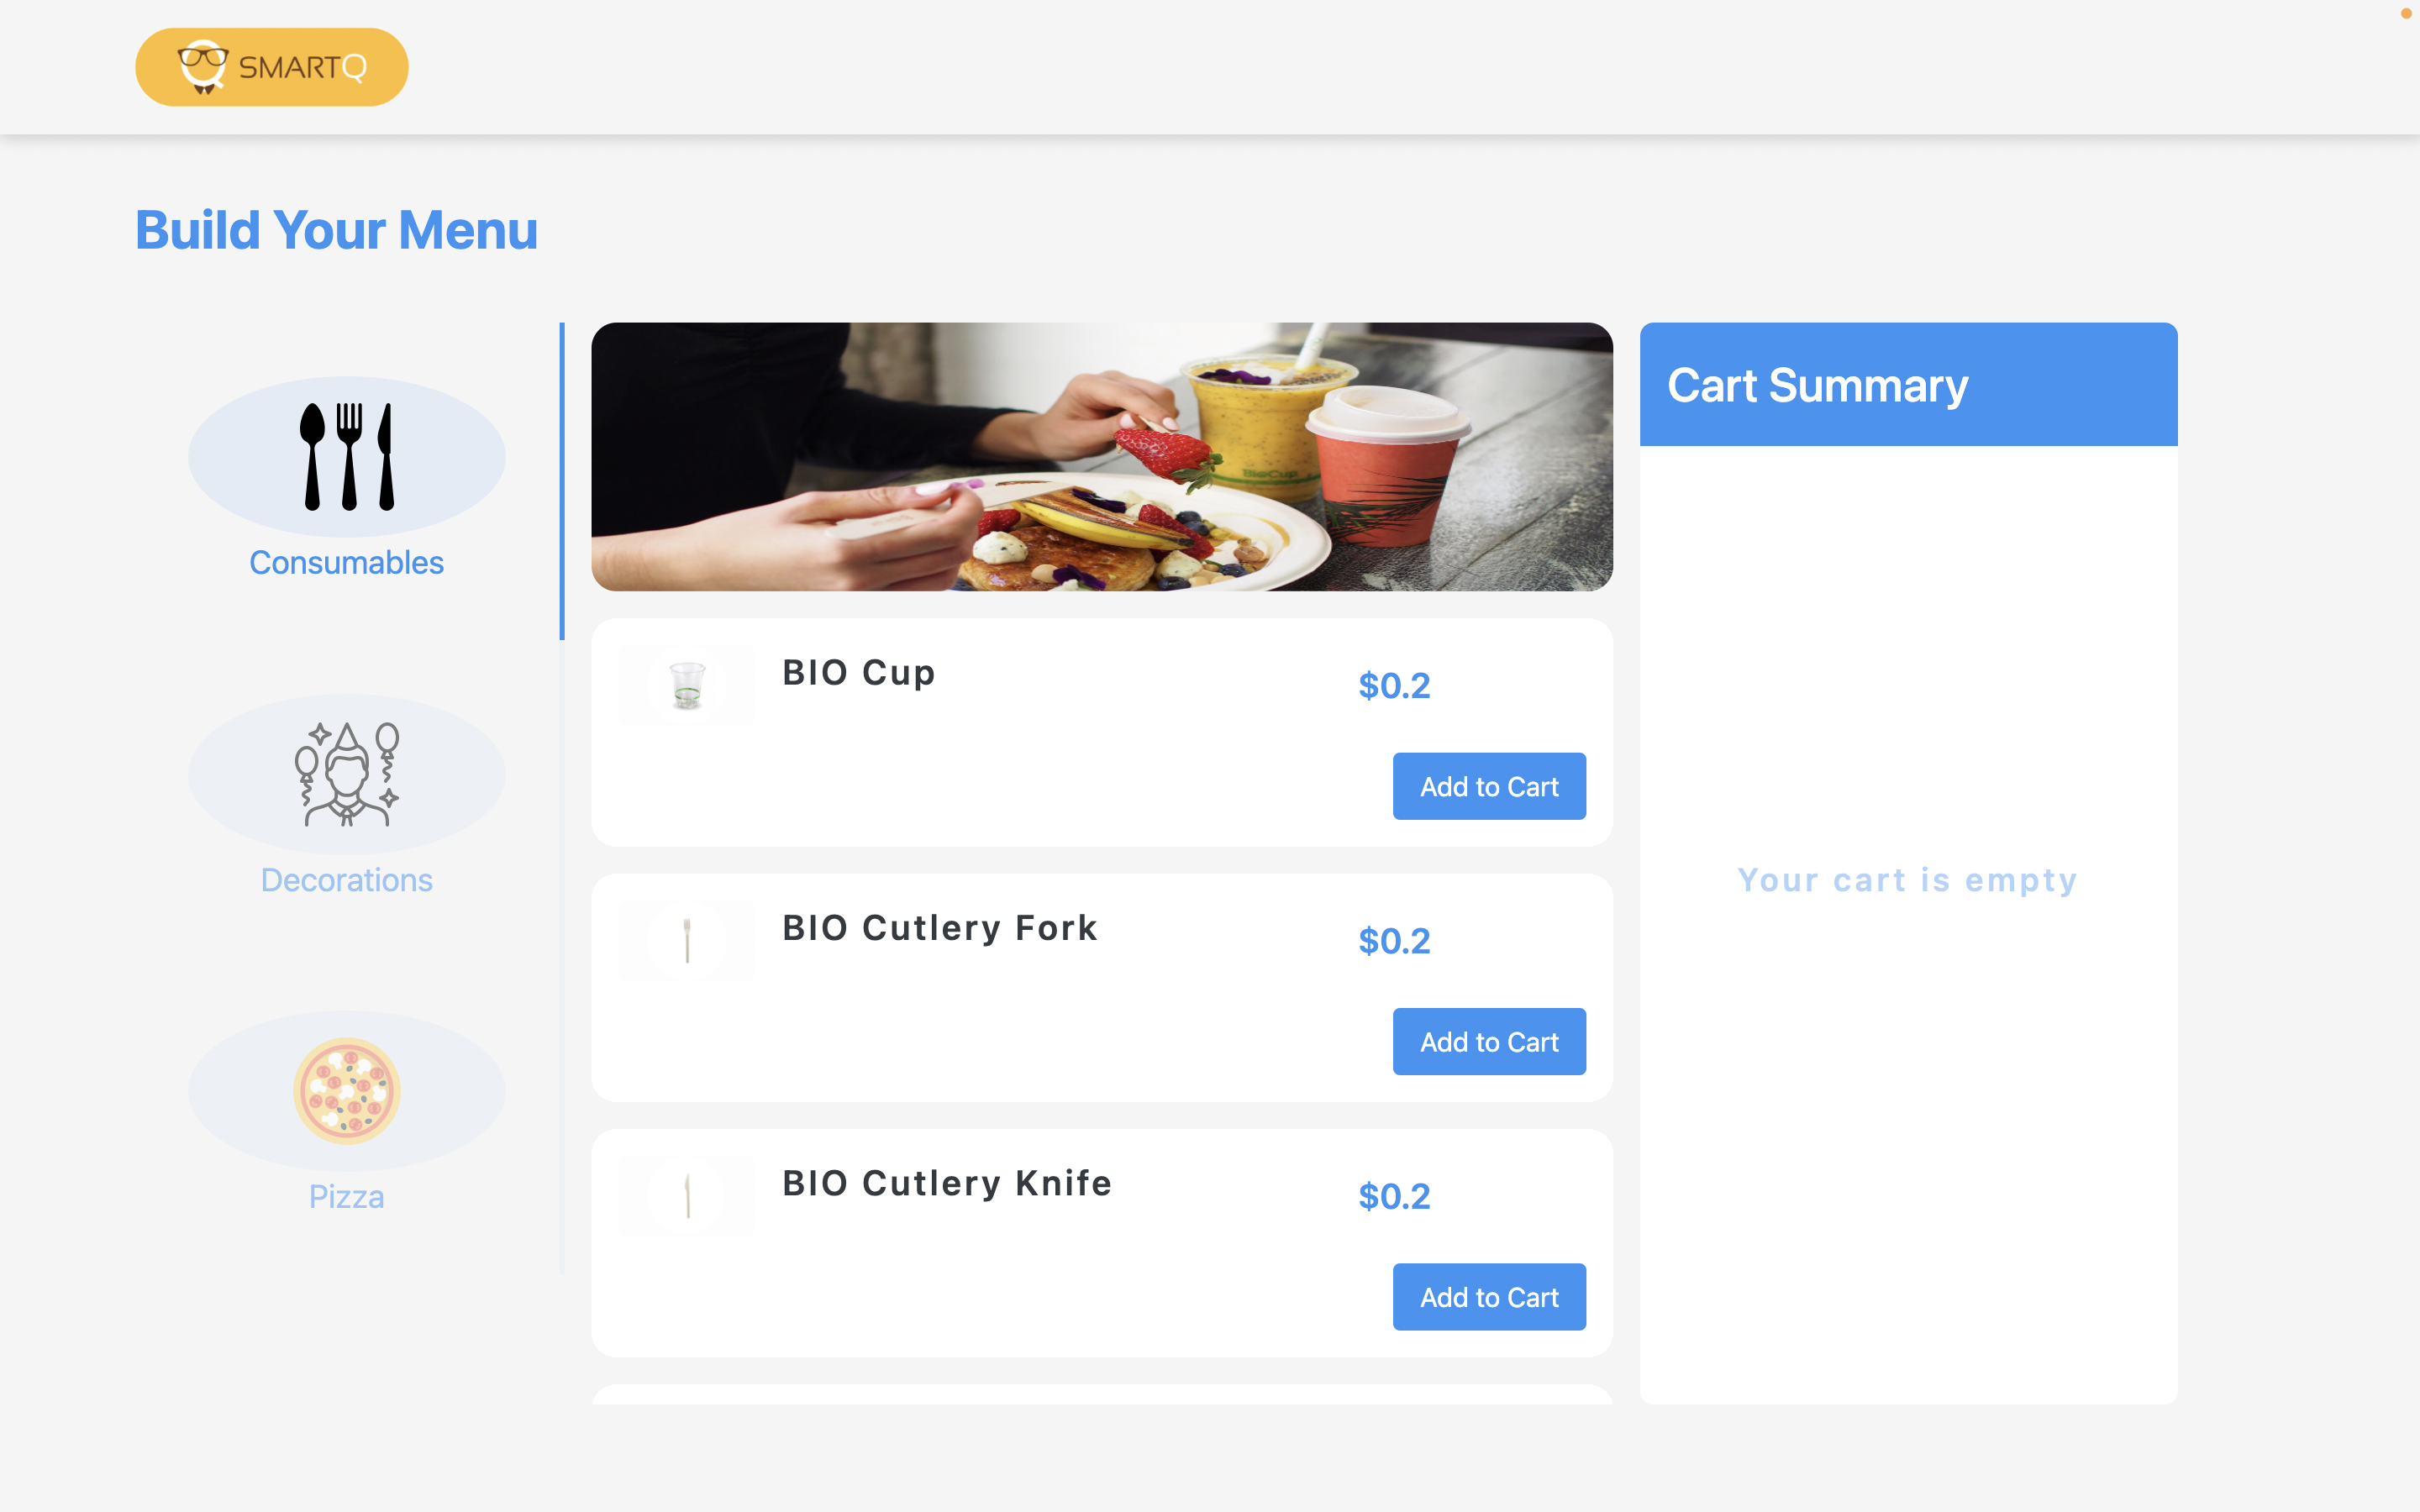 SMARTQ
Build Your Menu
Consumables
Decorations
Pizza
BioCup
BIO Cup
$0.2
Add to Cart
BIO Cutlery Fork
$0.2
Add to Cart
BIO Cutlery Knife
$0.2
Add to Cart
Cart Summary
Your cart is empty